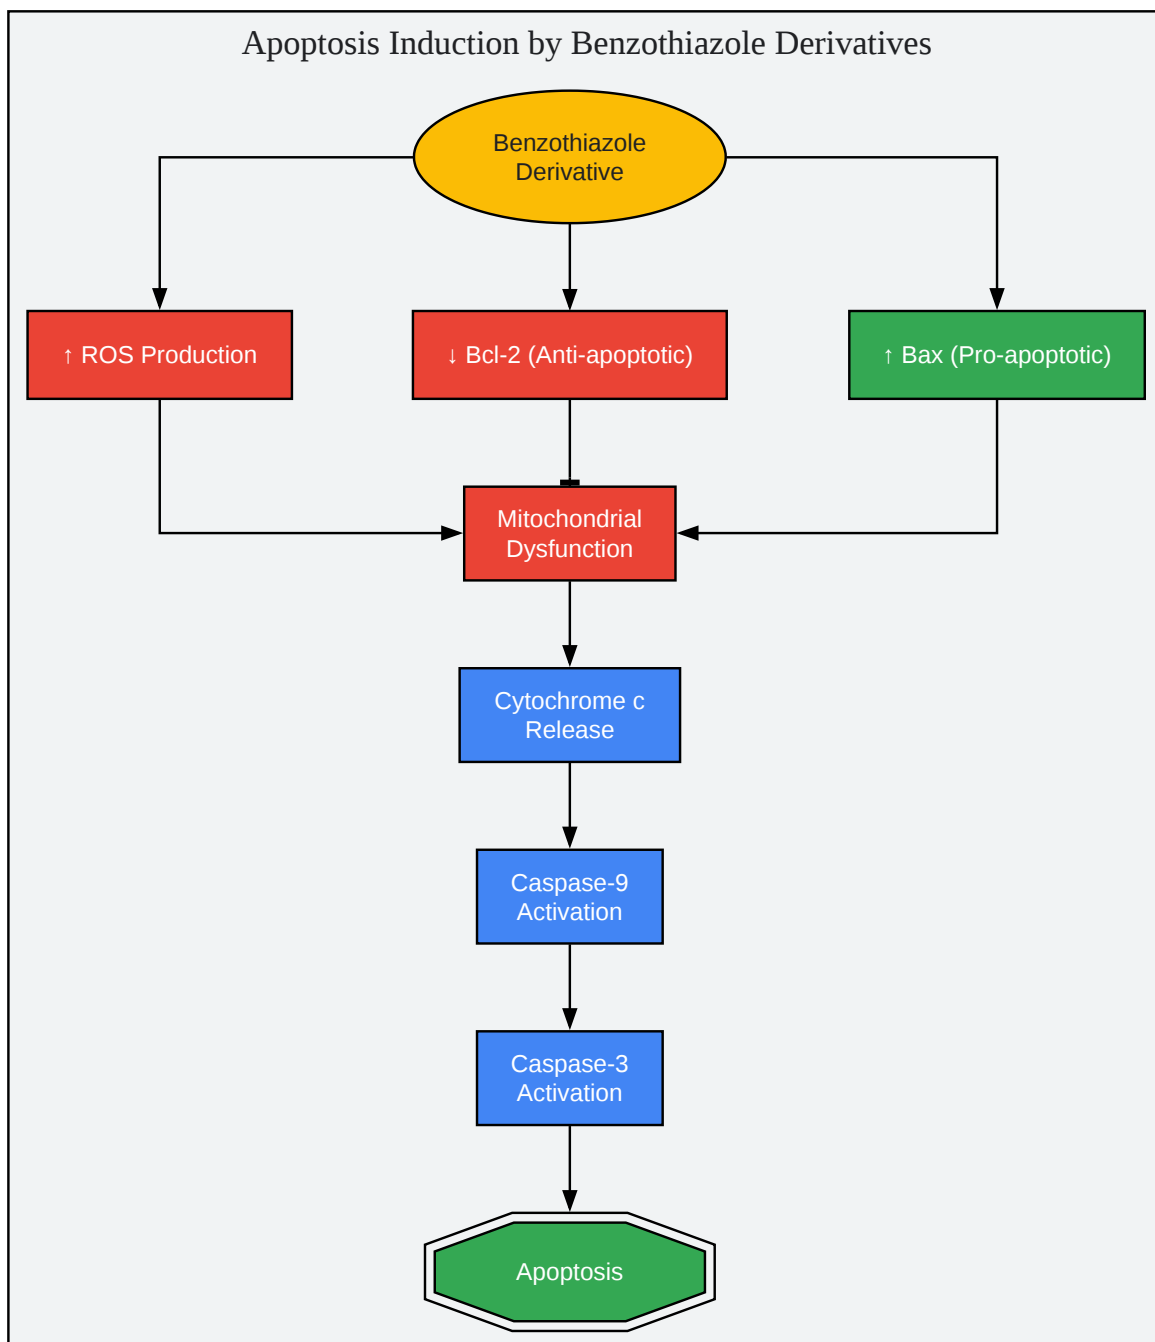 Apoptosis Induction by Benzothiazole Derivatives
Benzothiazole
Derivative
↑ ROS Production
↓ Bcl-2 (Anti-apoptotic)
↑ Bax (Pro-apoptotic)
Mitochondrial
Dysfunction
Cytochrome c
Release
Caspase-9
Activation
Caspase-3
Activation
Apoptosis